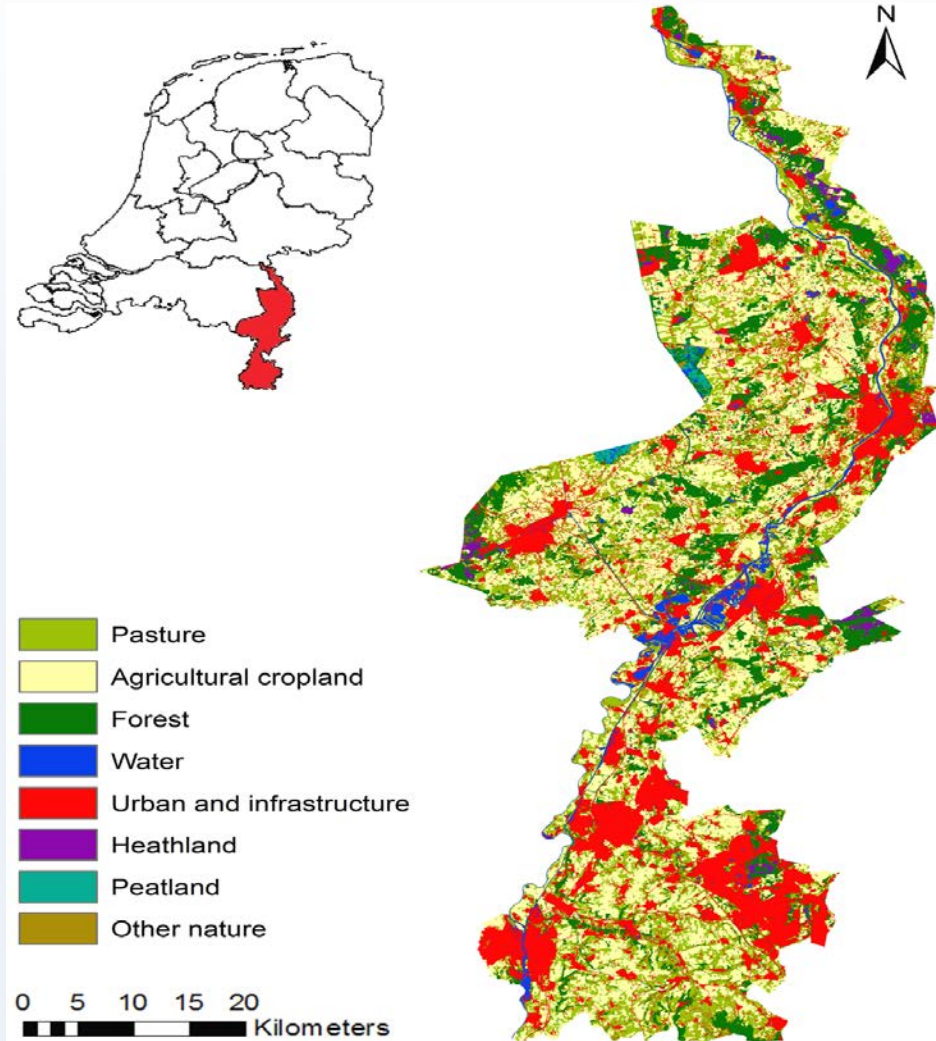 N
Pasture
Agricultural cropland
Forest
Water
Urban and infrastructure
Heathland
Peatland
Other nature
0 5 10 15 20
Kilometers